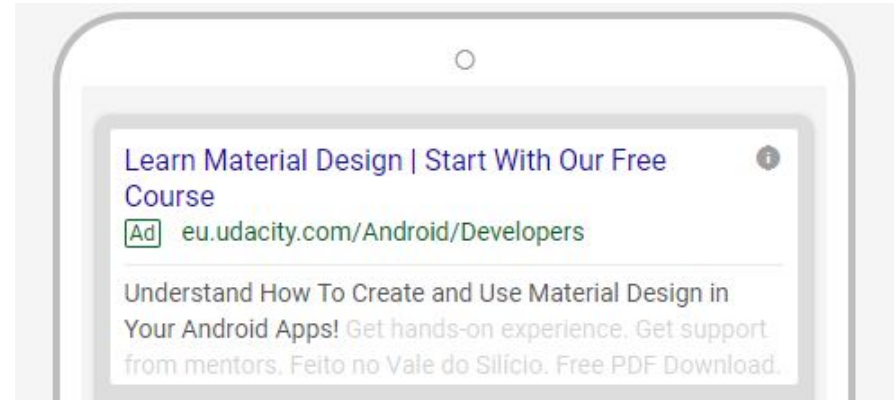 Learn Material Design | Start With Our Free
Course
Ad eu.udacity.com/Android/Developers
Understand How To Create and Use Material Design in
Your Android Apps! Get hands-on experience. Get support
from mentors. Feito no Vale do Silício. Free PDF Download.